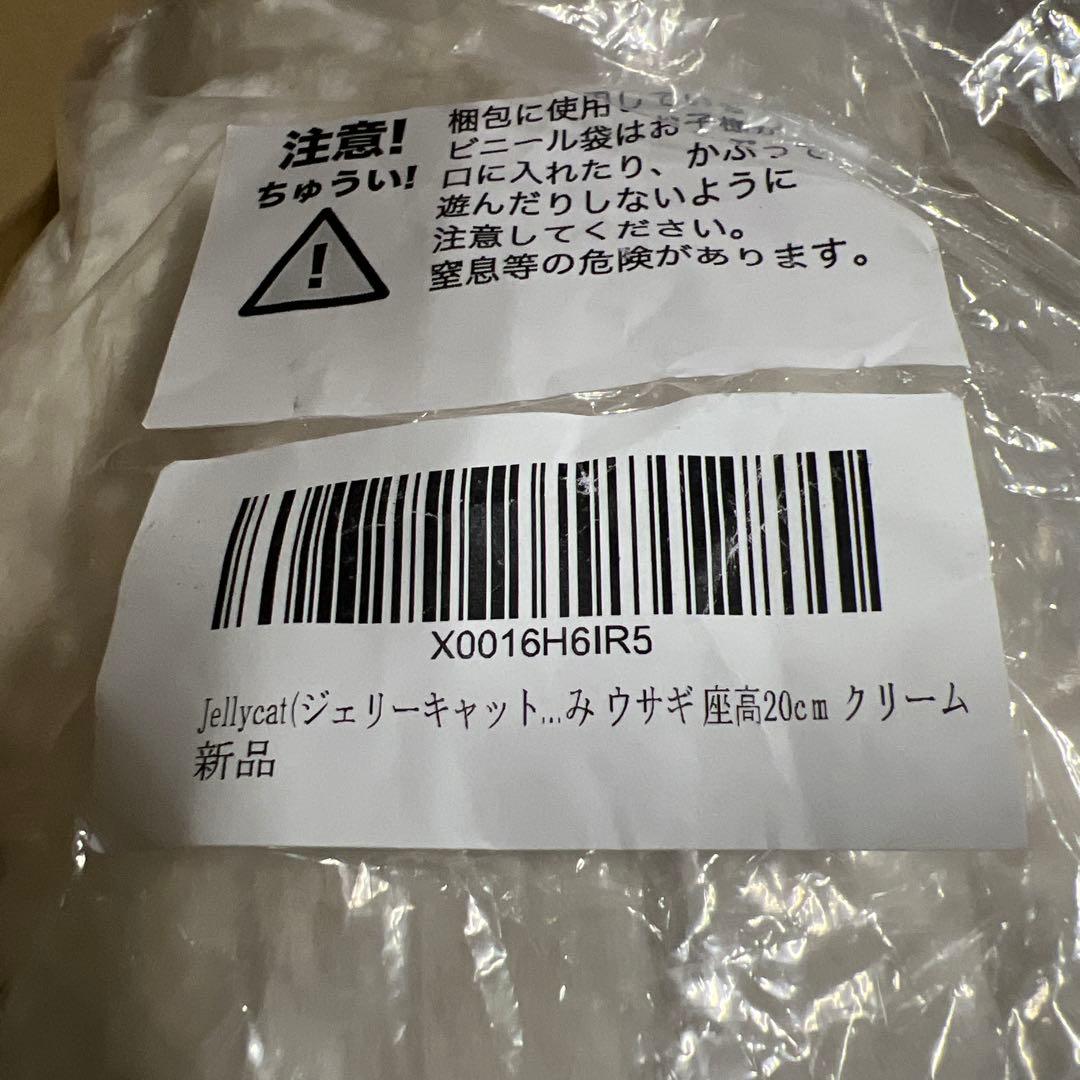 注意!
ちゅうい!
!
梱包に使用している
ビニール袋はお子様が
口に入れたり、かぶって
遊んだりしないように
注意してください。
窒息等の危険があります。
X0016H6IR5
Jellycat(ジェリーキャット...み ウサギ 座高20cm クリーム
新品